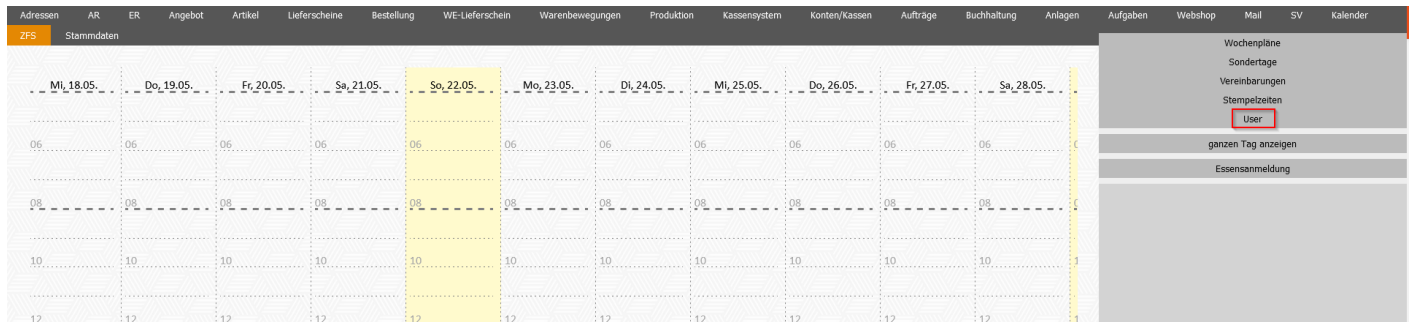 Adressen AR ER Angebot Artikel Lieferscheine Bestellung WE-Lieferschein Warenbewegungen Produktion Kassensystem Konten/Kassen Aufträge Buchhaltung Anlagen Aufgaben Webshop Mail SV Kalender
ZFS Stammdaten
Wochenpläne
Sondertage
Vereinbarungen
Stempelzeiten
User
ganzen Tag anzeigen
Essensanmeldung
Mi, 18.05. Do, 19.05. Fr, 20.05. Sa, 21.05. So, 22.05. Mo, 23.05. Di, 24.05. Mi, 25.05. Do, 26.05. Fr, 27.05. Sa, 28.05.
06 06 06 06 06 06 06 06 06 06 06
08 08 08 08 08 08 08 08 08 08 08
10 10 10 10 10 10 10 10 10 10 10
12 12 12 12 12 12 12 12 12 12 12